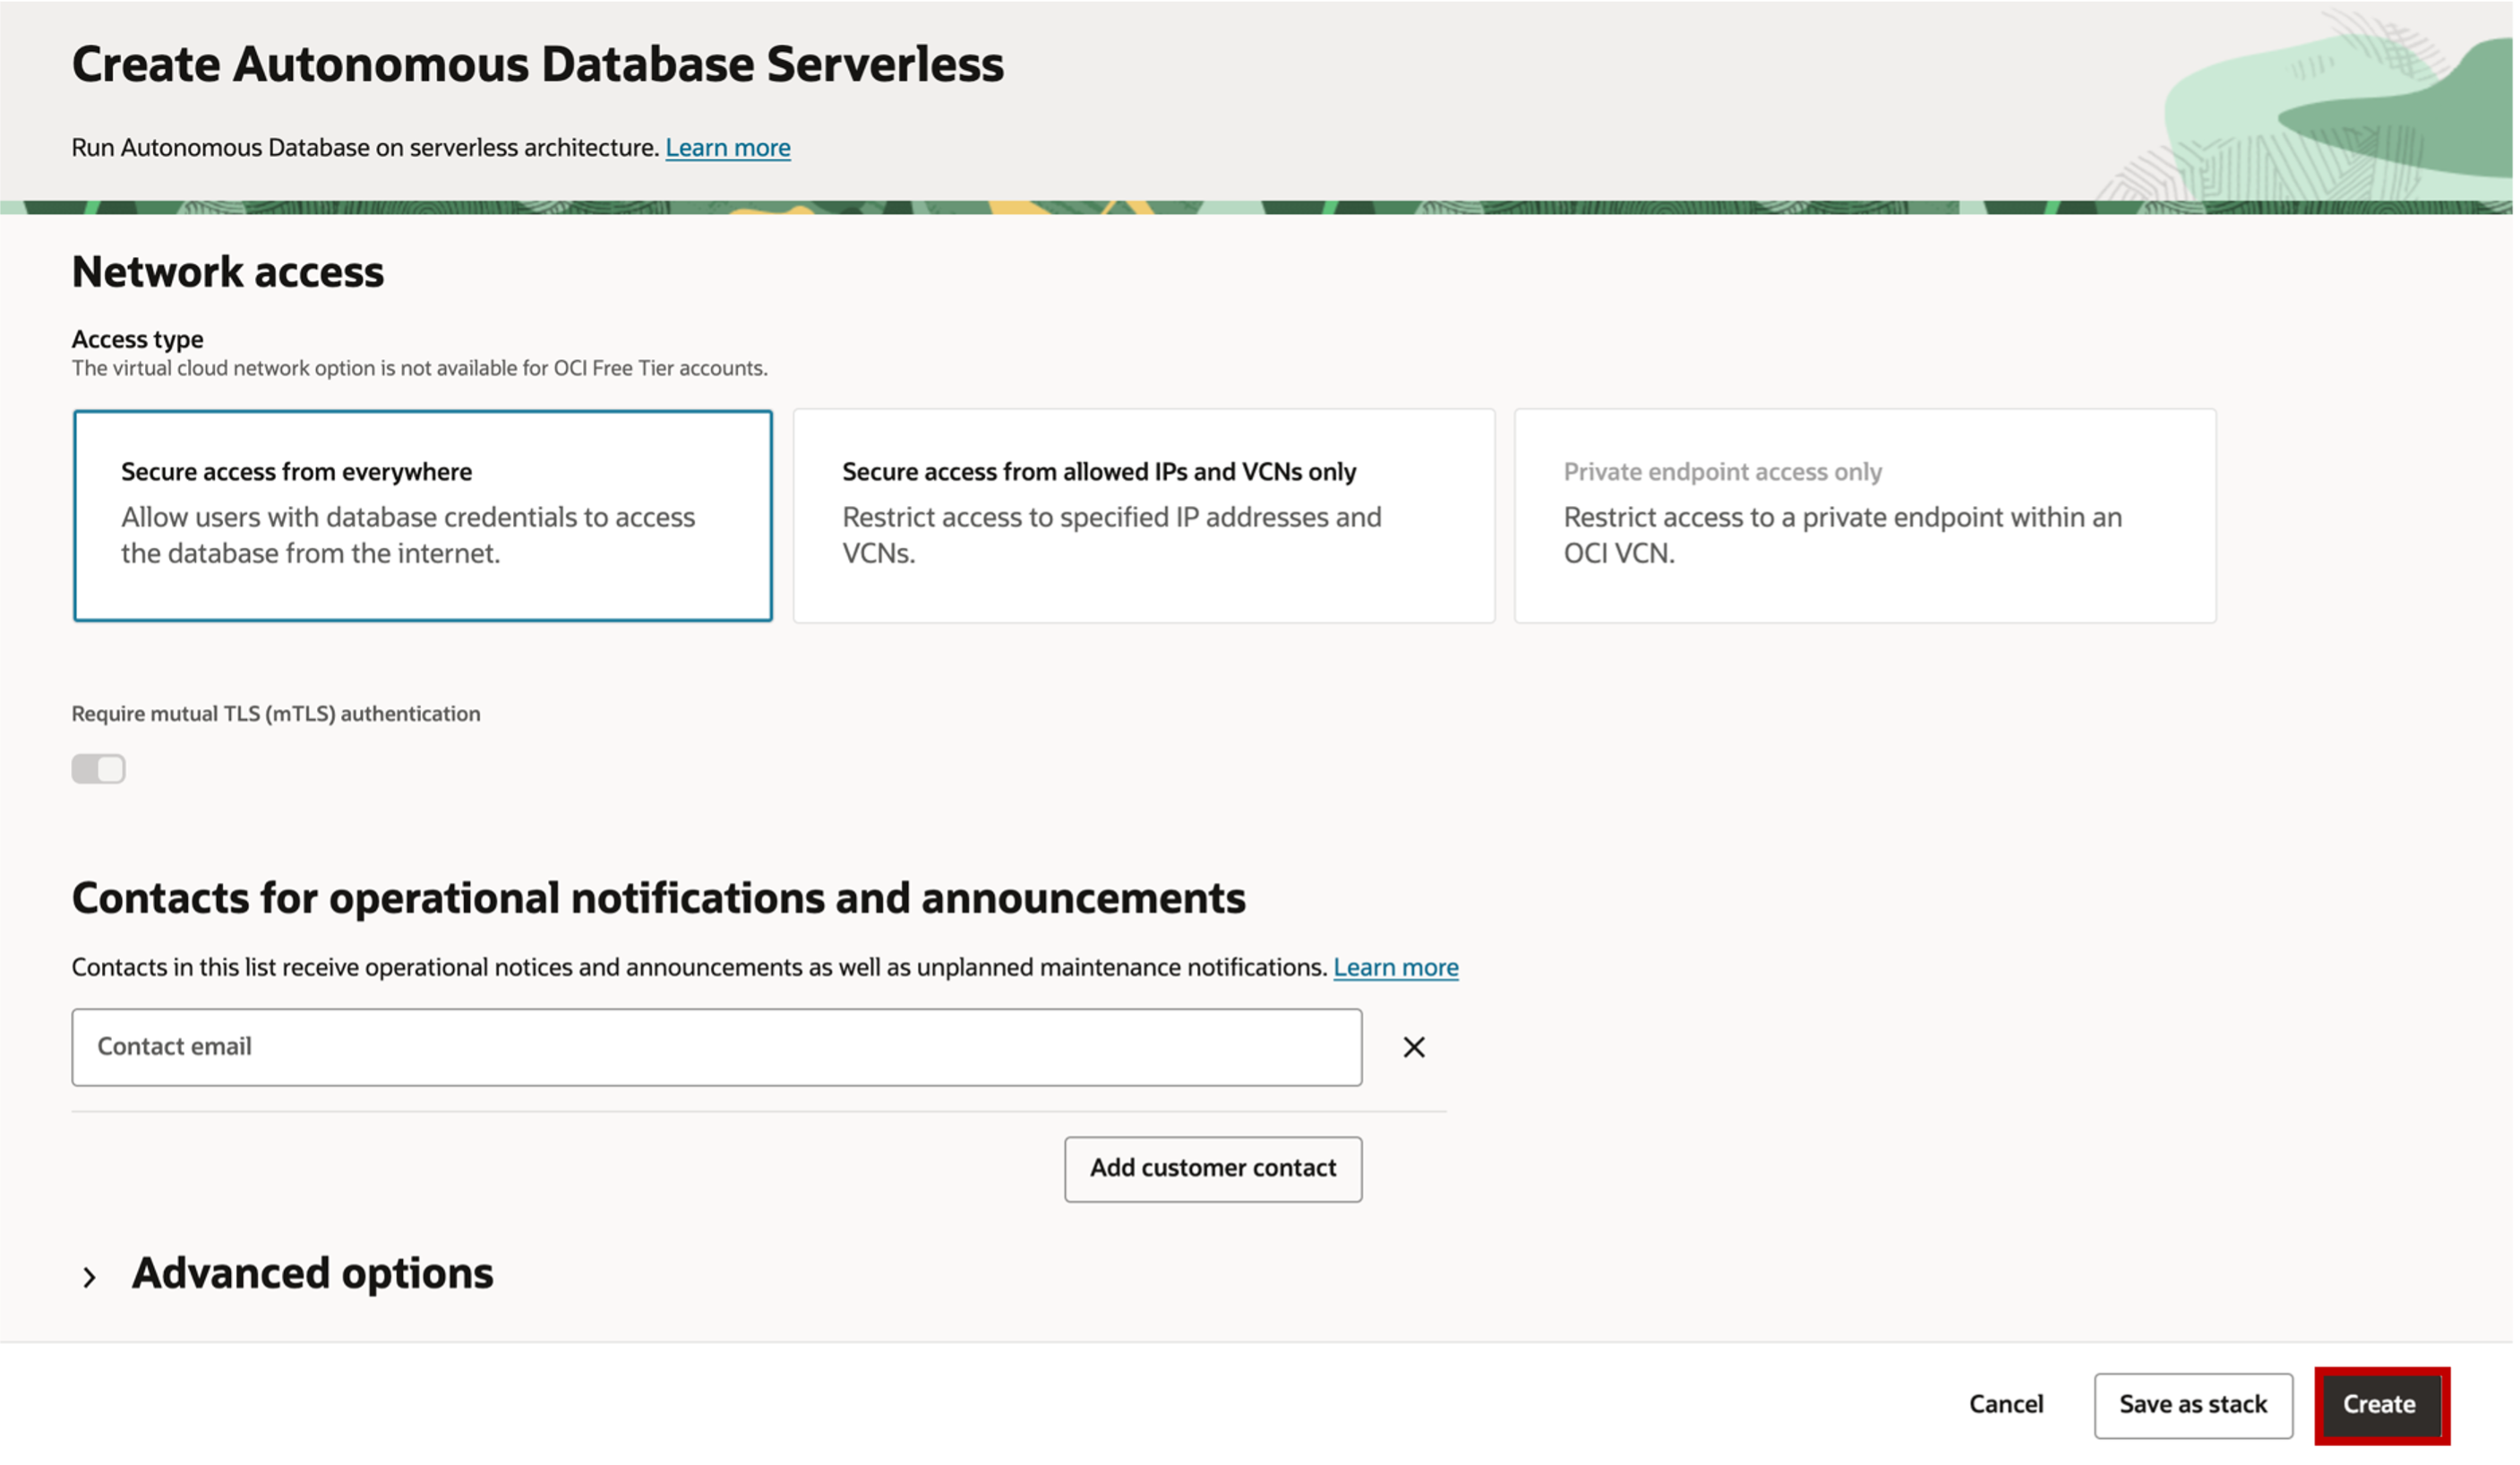 Create Autonomous Database Serverless
Run Autonomous Database on serverless architecture. Learn more
Network access
Access type
The virtual cloud network option is not available for OCI Free Tier accounts.
Secure access from everywhere
Allow users with database credentials to access
the database from the internet.
Secure access from allowed IPs and VCNs only
Restrict access to specified IP addresses and
VCNs.
Private endpoint access only
Restrict access to a private endpoint within an
OCI VCN.
Require mutual TLS (mTLS) authentication
Contacts for operational notifications and announcements
Contacts in this list receive operational notices and announcements as well as unplanned maintenance notifications. Learn more
Contact email
Add customer contact
Advanced options
Cancel
Save as stack
Create